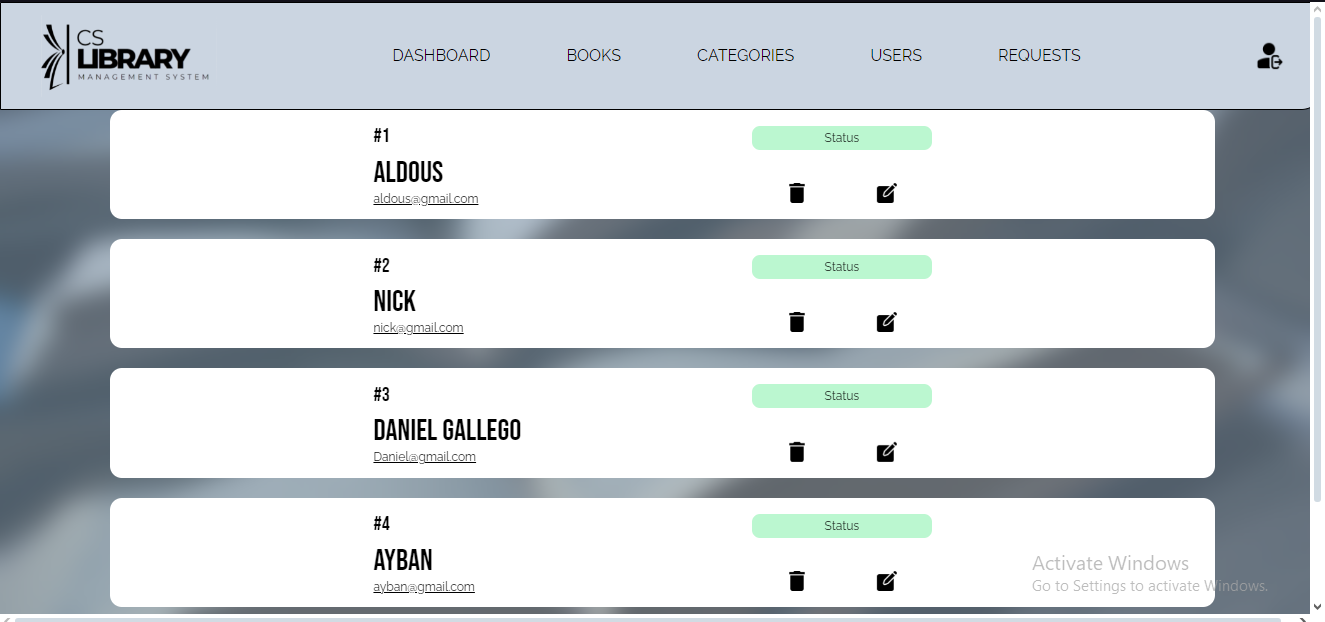 CS
LIBRARY
MANAGEMENT SYSTEM
DASHBOARD BOOKS CATEGORIES USERS REQUESTS
#1
Status
ALDOUS
aldous@gmail.com
#2
Status
NICK
nick@gmail.com
#3
Status
DANIEL GALLEGO
Daniel@gmail.com
#4
Status
AYBAN
ayban@gmail.com
Activate Windows
Go to Settings to activate Windows.